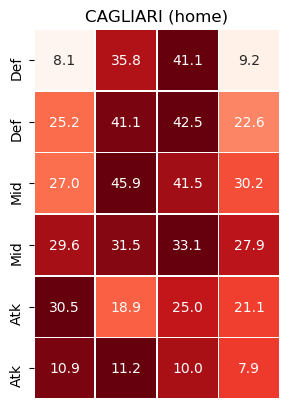 CAGLIARI (home)
Def 8.1 35.8 41.1 9.2
Def 25.2 41.1 42.5 22.6
Mid 27.0 45.9 41.5 30.2
Mid 29.6 31.5 33.1 27.9
Atk 30.5 18.9 25.0 21.1
Atk 10.9 11.2 10.0 7.9